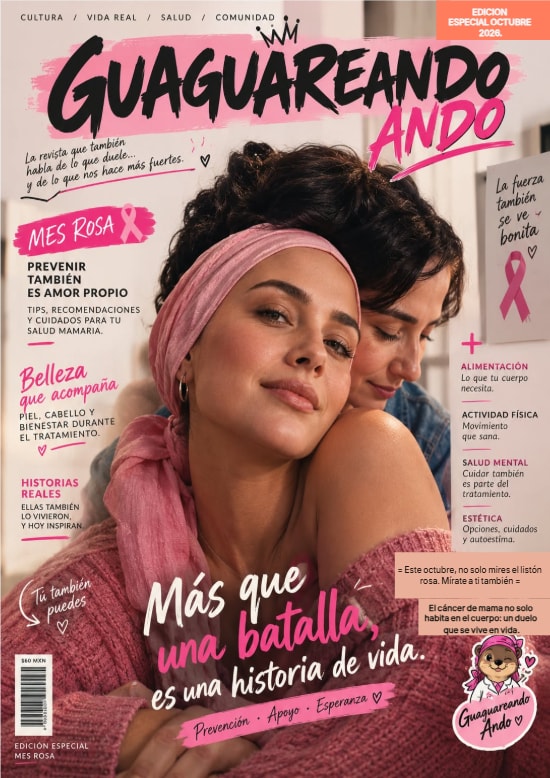 CULTURA / VIDA REAL / SALUD / COMUNIDAD
EDICION
ESPECIAL OCTUBRE
2026.
GUAGUAREANDO
ANDO
La revista que también
habla de lo que duele...
y de lo que nos hace más fuertes.
La fuerza
también
se ve
bonita
MES ROSA
PREVENIR
TAMBIÉN
ES AMOR PROPIO
TIPS, RECOMENDACIONES
Y CUIDADOS PARA TU
SALUD MAMARIA.
Belleza
que acompaña
PIEL, CABELLO Y
BIENESTAR DURANTE
EL TRATAMIENTO.
HISTORIAS
REALES
ELLAS TAMBIÉN
LO VIVIERON,
Y HOY INSPIRAN.
Tú también
puedes
+
ALIMENTACIÓN
Lo que tu cuerpo
necesita.
ACTIVIDAD FÍSICA
Movimiento
que sana.
SALUD MENTAL
Cuidar también
es parte del
tratamiento.
ESTÉTICA
Opciones, cuidados
y autoestima.
= Este octubre, no solo mires el listón
rosa. Mírate a ti también =
El cáncer de mama no solo
habita en el cuerpo: un duelo
que se vive en vida.
Más que
una batalla,
es una historia de vida.
Prevención · Apoyo · Esperanza
$60 MXN
EDICIÓN ESPECIAL
MES ROSA
Guaguareando
Ando